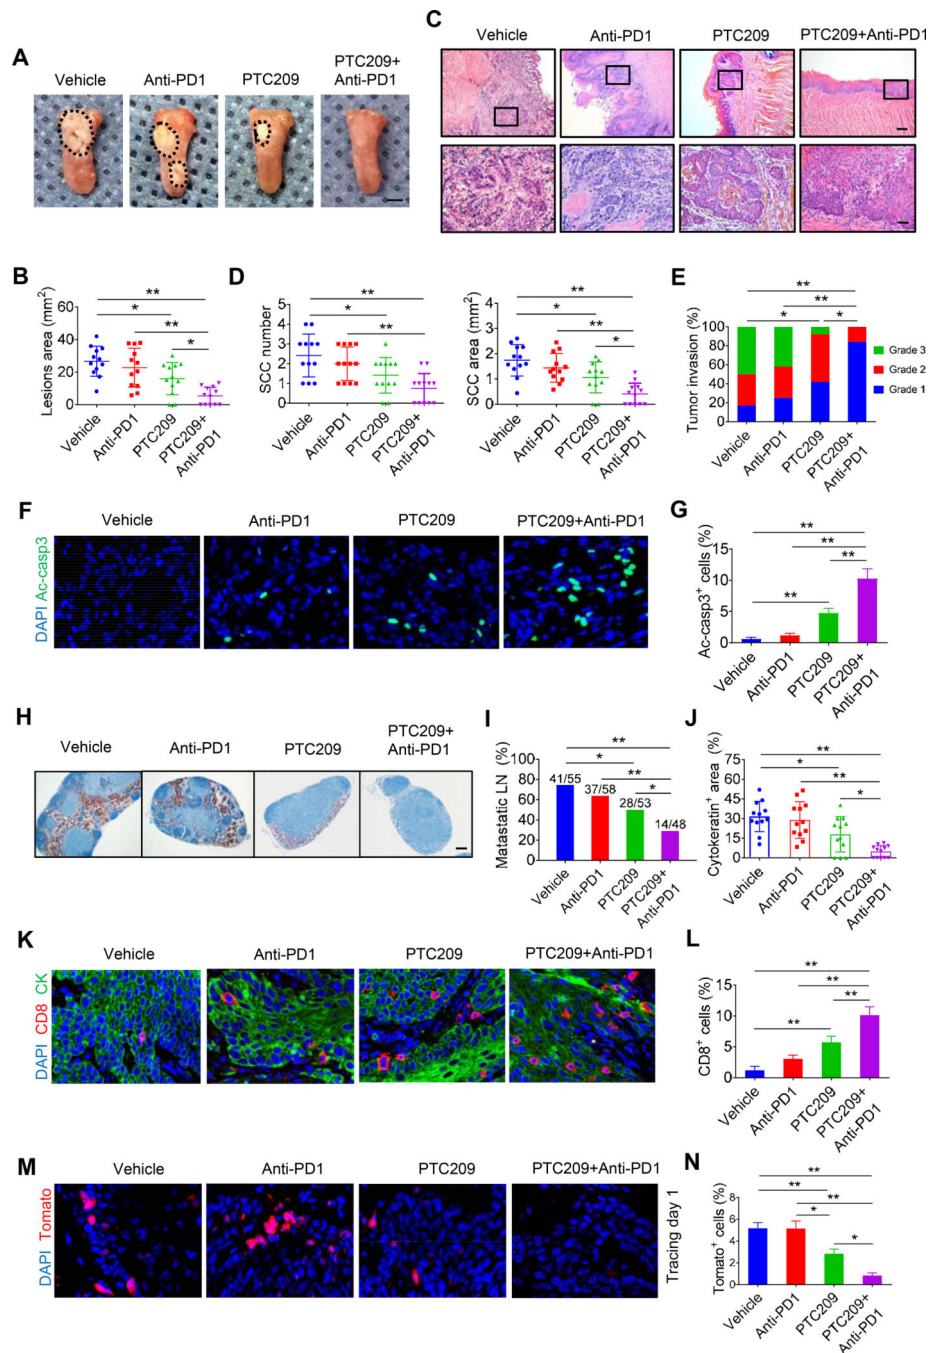 A
Vehicle
Anti-PD1
PTC209
PTC209+
Anti-PD1
C
Vehicle
Anti-PD1
PTC209
PTC209+Anti-PD1
B
Lesions area (mm²)
60
40
20
0
**
*
**
*
Vehicle
Anti-PD1
PTC209
PTC209+
Anti-PD1
D
SCC number
5
4
3
2
1
0
**
*
**
Vehicle
Anti-PD1
PTC209
PTC209+
Anti-PD1
SCC area (mm²)
4
3
2
1
0
**
*
**
*
Vehicle
Anti-PD1
PTC209
PTC209+
Anti-PD1
E
Tumor invasion (%)
100
80
60
40
20
0
**
**
*
*
Grade 3
Grade 2
Grade 1
Vehicle
Anti-PD1
PTC209
PTC209+
Anti-PD1
F
DAPI Ac-casp3
Vehicle
Anti-PD1
PTC209
PTC209+Anti-PD1
G
Ac-casp3⁺ cells (%)
15
10
5
0
**
**
**
**
Vehicle
Anti-PD1
PTC209
PTC209+
Anti-PD1
H
Vehicle
Anti-PD1
PTC209
PTC209+
Anti-PD1
I
Matastatic LN (%)
100
80
60
40
20
0
**
*
**
*
41/55
37/58
28/53
14/48
Vehicle
Anti-PD1
PTC209
PTC209+
Anti-PD1
J
Cytokeratin⁺ area (%)
75
60
45
30
15
0
**
*
**
*
Vehicle
Anti-PD1
PTC209
PTC209+
Anti-PD1
K
DAPI CD8 CK
Vehicle
Anti-PD1
PTC209
PTC209+Anti-PD1
L
CD8⁺ cells (%)
15
10
5
0
**
**
**
**
Vehicle
Anti-PD1
PTC209
PTC209+
Anti-PD1
M
DAPI Tomato
Vehicle
Anti-PD1
PTC209
PTC209+Anti-PD1
Tracing day 1
N
Tomato⁺ cells (%)
8
6
4
2
0
**
**
**
*
*
Vehicle
Anti-PD1
PTC209
PTC209+
Anti-PD1